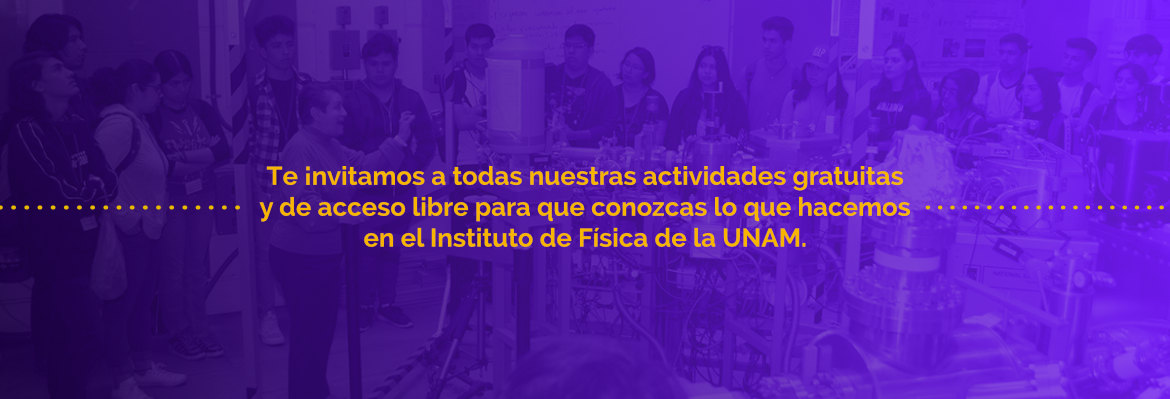 Te invitamos a todas nuestras actividades gratuitas
y de acceso libre para que conozcas lo que hacemos
en el Instituto de Física de la UNAM.